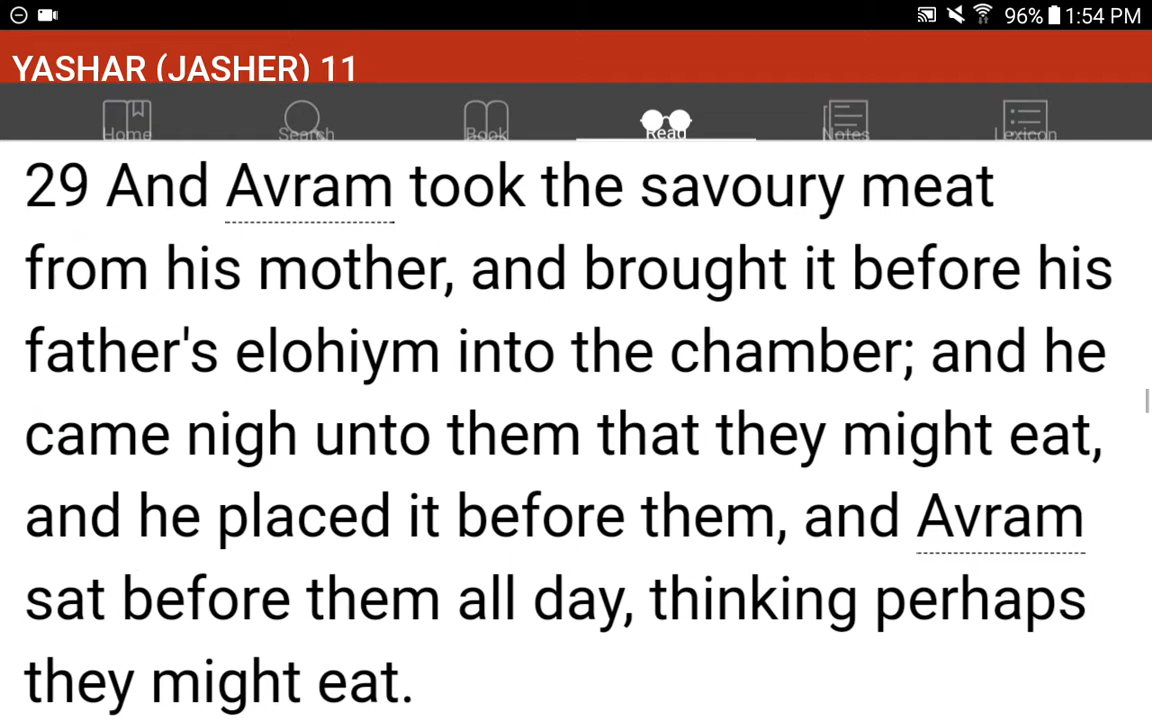 96% 1:54 PM
YASHAR (JASHER) 11
Home Search Book Read Notes Lexicon
29 And Avram took the savoury meat
from his mother, and brought it before his
father's elohiym into the chamber; and he
came nigh unto them that they might eat,
and he placed it before them, and Avram
sat before them all day, thinking perhaps
they might eat.